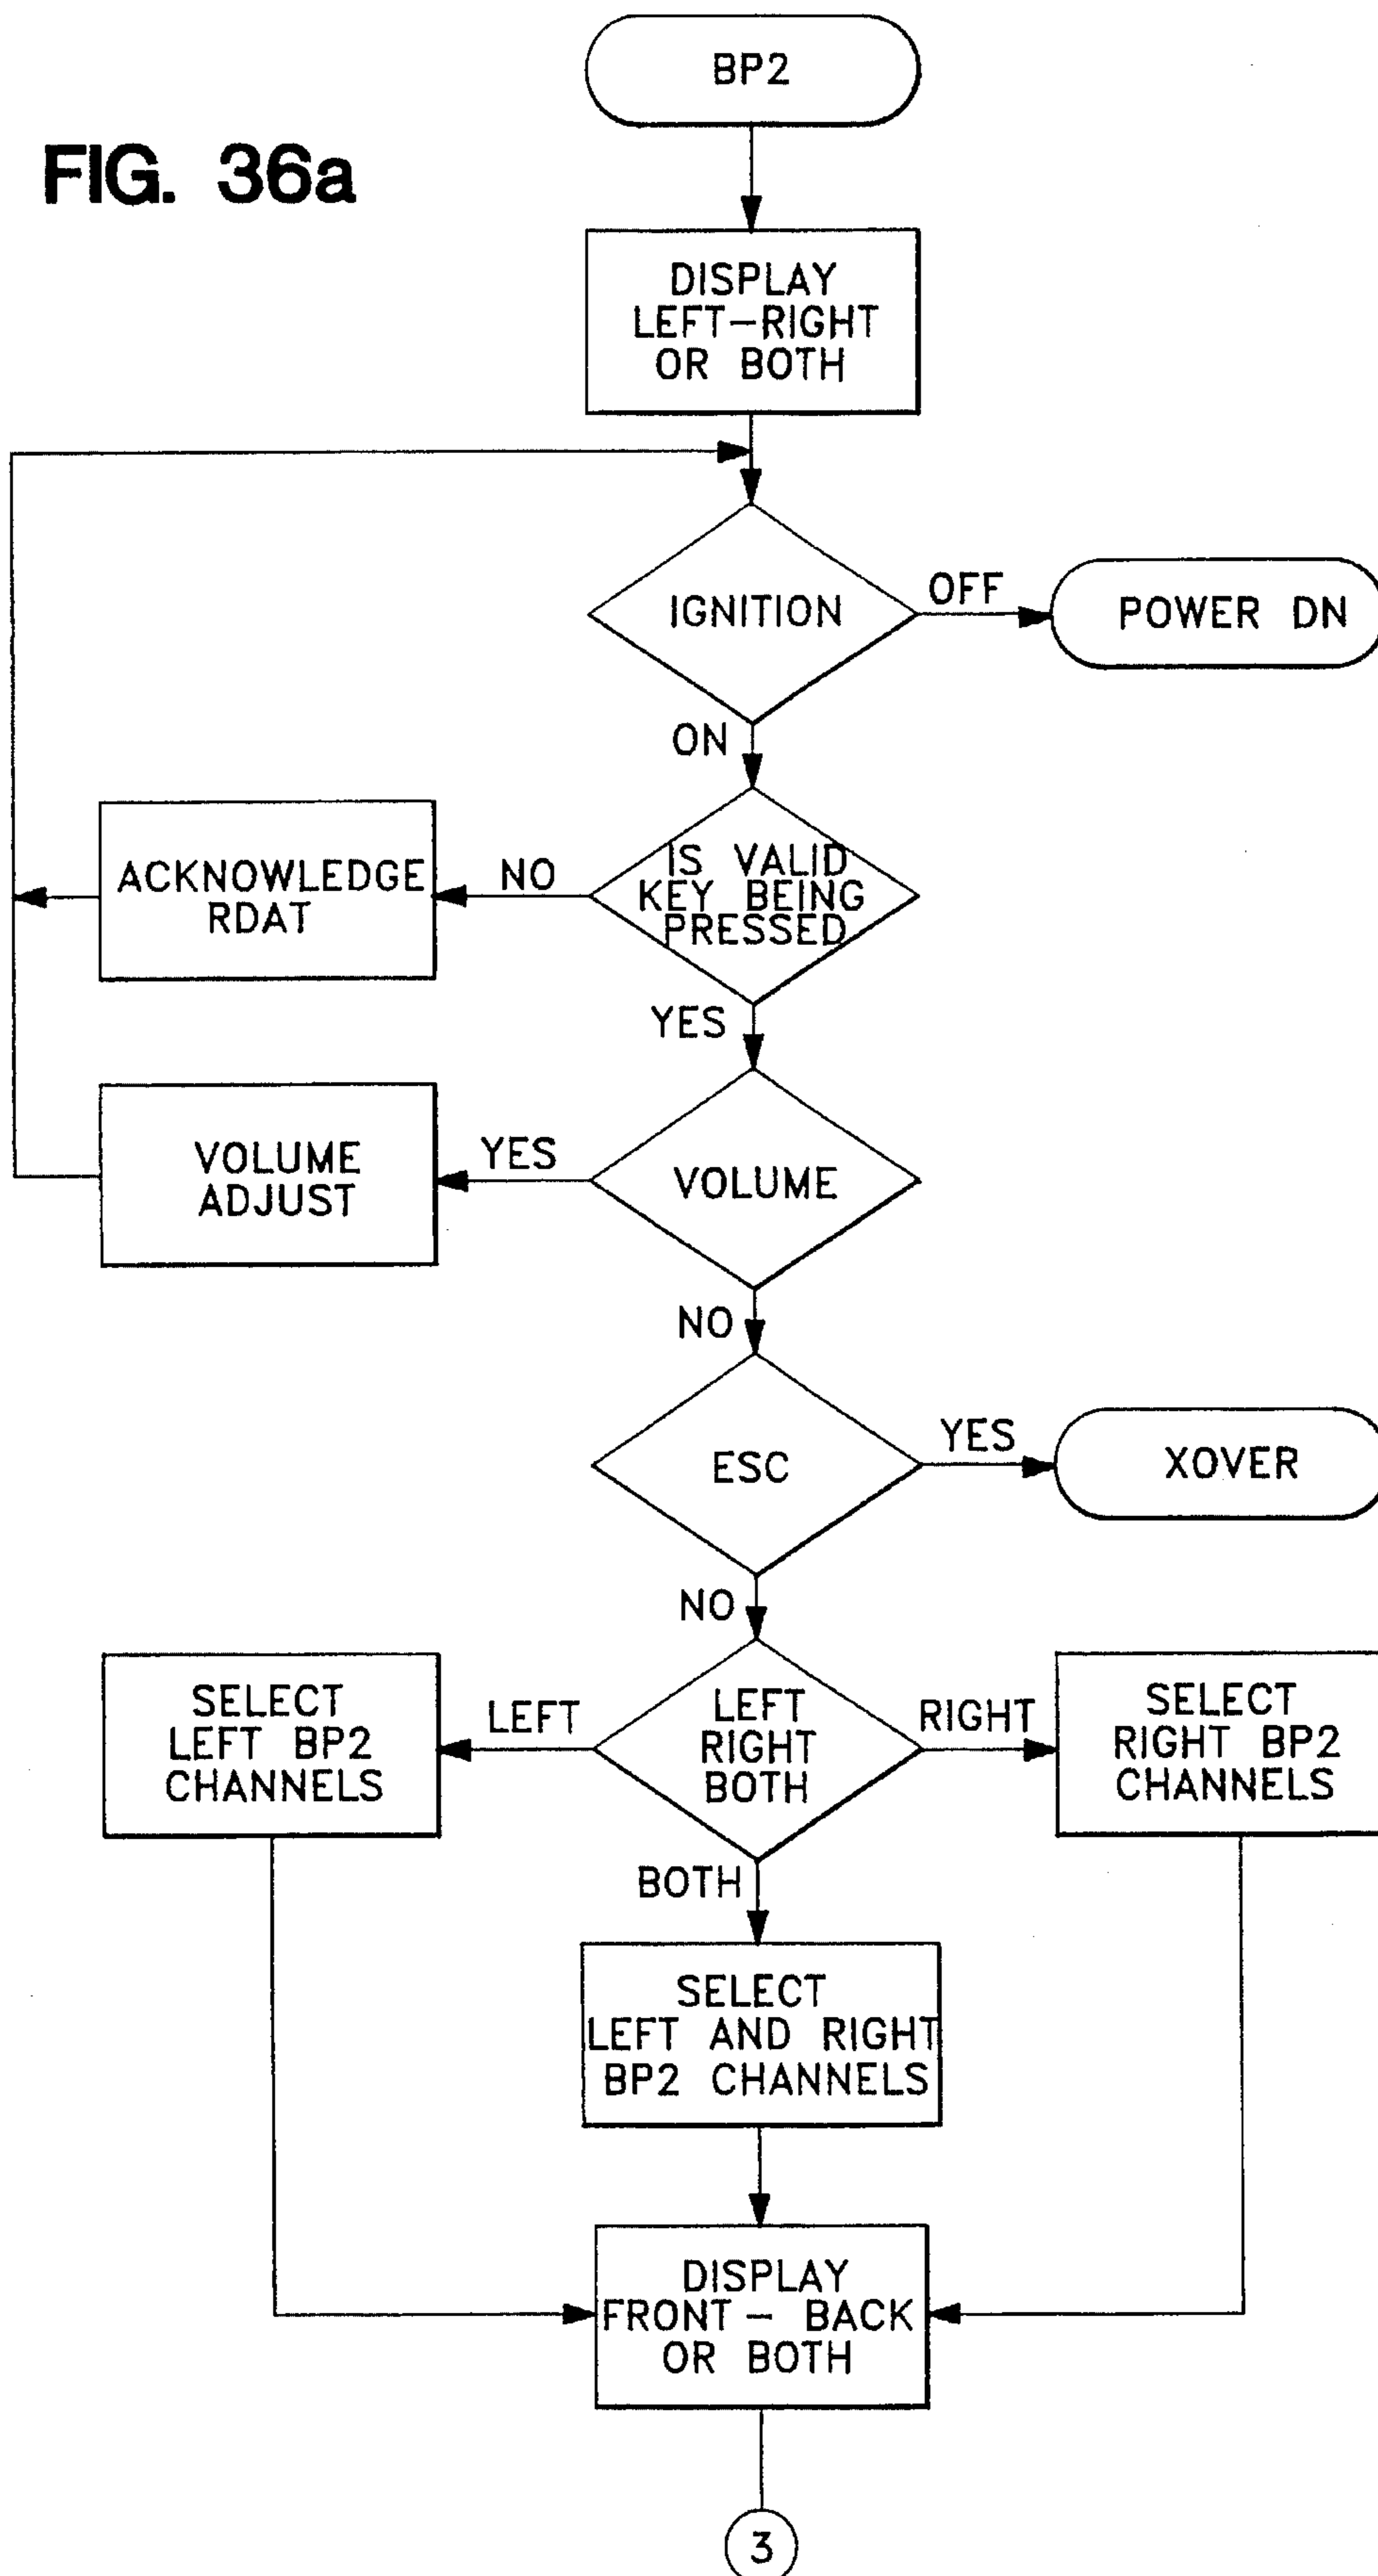 BP2
FIG. 36a
DISPLAY
LEFT-RIGHT
OR BOTH
IGNITION
OFF
POWER DN
ON
ACKNOWLEDGE
RDAT
NO
IS VALID
KEY BEING
PRESSED
YES
VOLUME
ADJUST
YES
VOLUME
NO
ESC
YES
XOVER
NO
SELECT
LEFT BP2
CHANNELS
LEFT
LEFT
RIGHT
BOTH
RIGHT
SELECT
RIGHT BP2
CHANNELS
BOTH
SELECT
LEFT AND RIGHT
BP2 CHANNELS
DISPLAY
FRONT - BACK
OR BOTH
3